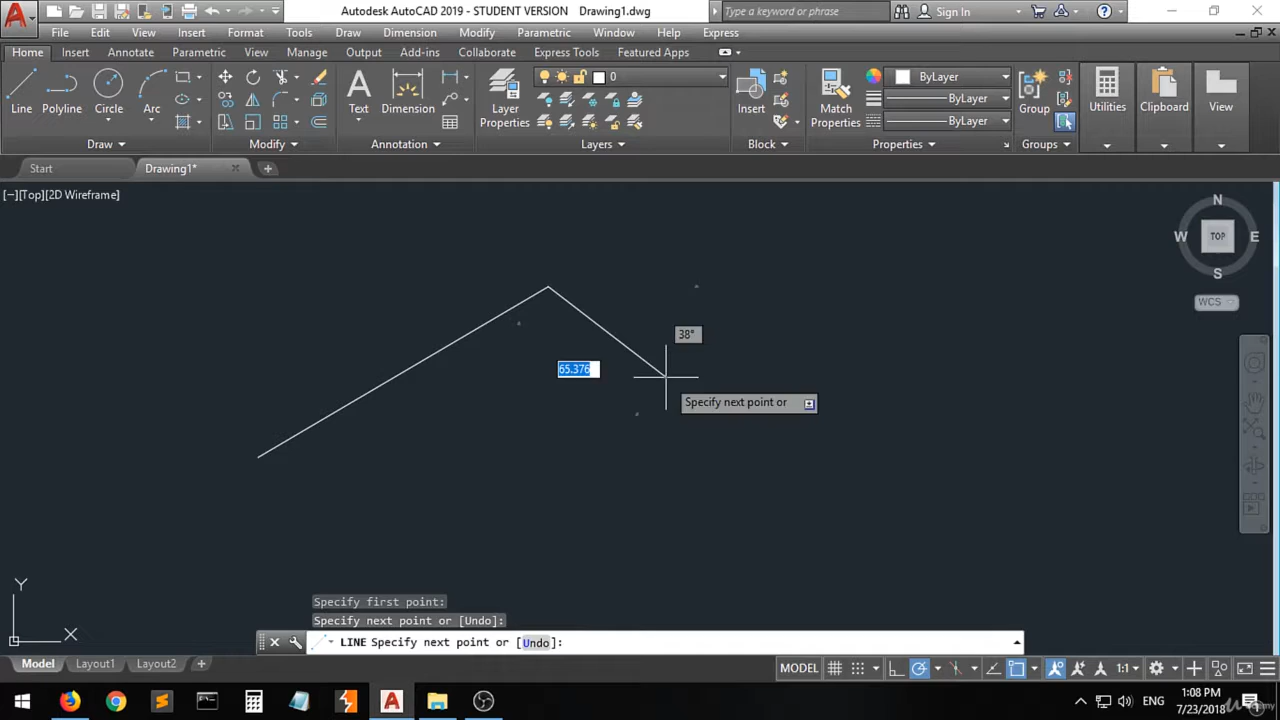 Autodesk AutoCAD 2019 - STUDENT VERSION Drawing1.dwg
Type a keyword or phrase
Sign In
File Edit View Insert Format Tools Draw Dimension Modify Parametric Window Help Express
Home Insert Annotate Parametric View Manage Output Add-ins Collaborate Express Tools Featured Apps
0
ByLayer
ByLayer
ByLayer
Line Polyline Circle Arc
Text Dimension
Layer Properties
Insert
Match Properties
Group
Utilities
Clipboard
View
Draw Modify Annotation Layers Block Properties Groups
Start Drawing1*
[−][Top][2D Wireframe]
N
W TOP E
S
WCS
38°
65.376
Specify next point or
Y
X
Specify first point:
Specify next point or [Undo]:
LINE Specify next point or [Undo]:
Model Layout1 Layout2
MODEL 1:1
ENG
1:08 PM
7/23/2018